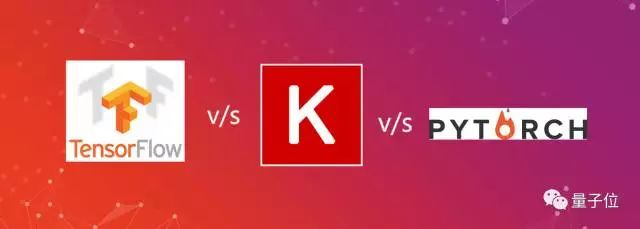 TensorFlow
v/s
K
v/s
PYTORCH
量子位